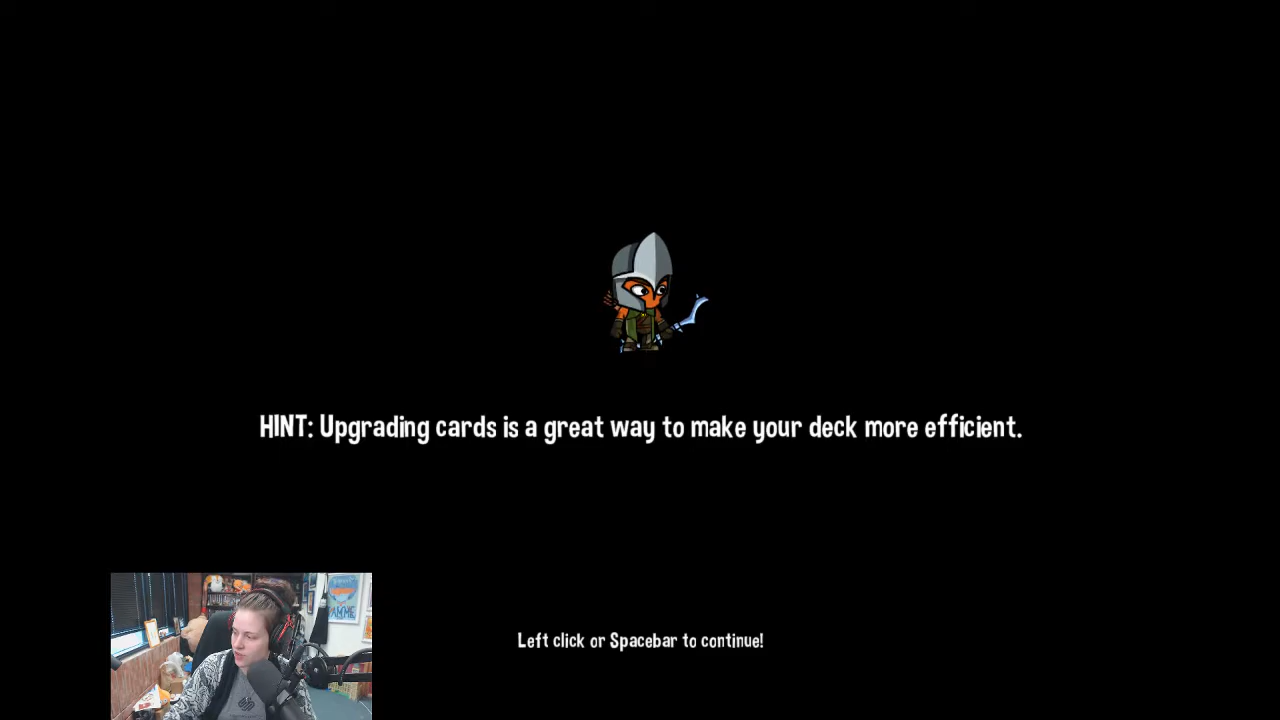 HINT: Upgrading cards is a great way to make your deck more efficient.
Left click or Spacebar to continue!